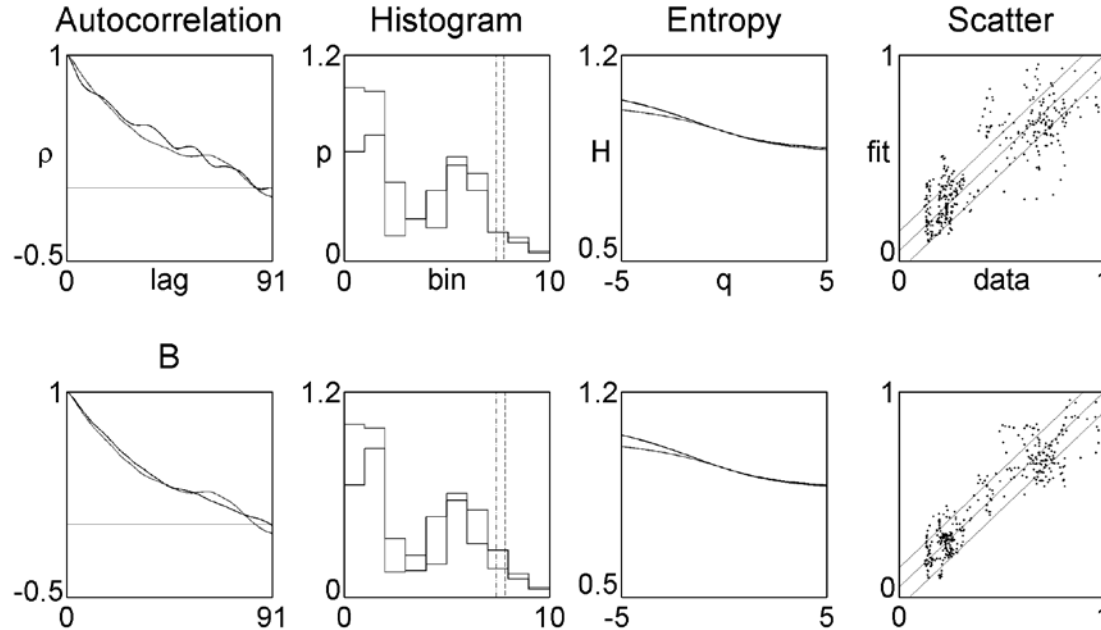 Autocorrelation Histogram Entropy Scatter
1 1.2 1.2 1
ρ p H fit
-0.5 0 0.5 0
0 lag 91 0 bin 10 -5 q 5 0 data 1
B
1 1.2 1.2 1
-0.5 0 0.5 0
0 91 0 10 -5 5 0 1